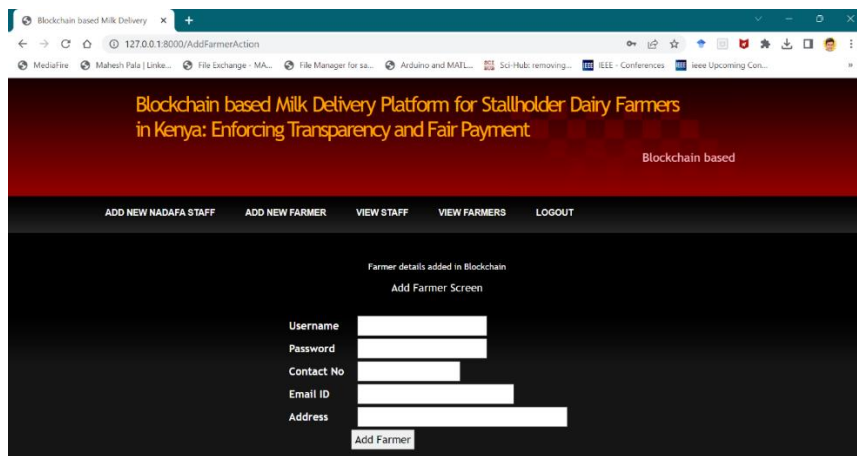 Blockchain based Milk Delivery
127.0.0.1:8000/AddFarmerAction
MediaFire Mahesh Pala | Linke... File Exchange - MA... File Manager for sa... Arduino and MATL... Sci-Hub: removing... IEEE - Conferences ieee Upcoming Con...
Blockchain based Milk Delivery Platform for Stallholder Dairy Farmers
in Kenya: Enforcing Transparency and Fair Payment
Blockchain based
ADD NEW NADAFA STAFF ADD NEW FARMER VIEW STAFF VIEW FARMERS LOGOUT
Farmer details added in Blockchain
Add Farmer Screen
Username
Password
Contact No
Email ID
Address
Add Farmer